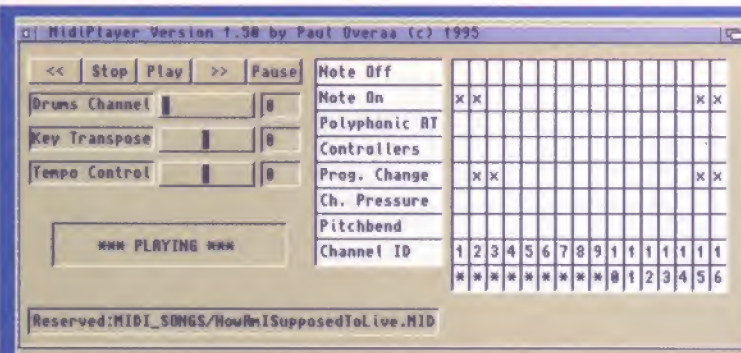 MidiPlayer Version 1.50 by Paul Overaa (c) 1995
<< Stop Play >> Pause
Drums Channel 0
Key Transpose 0
Tempo Control 0
*** PLAYING ***
Note Off
Note On x x x x
Polyphonic AT
Controllers
Prog. Change x x x x
Ch. Pressure
Pitchbend
Channel ID 1 2 3 4 5 6 7 8 9 1 1 1 1 1 1 1
* * * * * * * * * 0 1 2 3 4 5 6
Reserved:MIDI_SONGS/HowAmISupposedToLive.MID